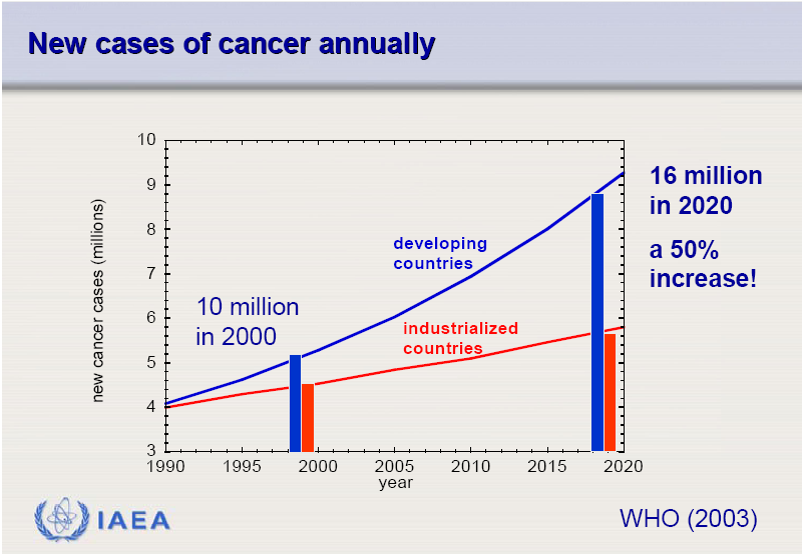 New cases of cancer annually
10
9
8
7
6
5
4
3
new cancer cases (millions)
developing
countries
industrialized
countries
10 million
in 2000
16 million
in 2020
a 50%
increase!
1990
1995
2000
2005
2010
2015
2020
year
IAEA
WHO (2003)